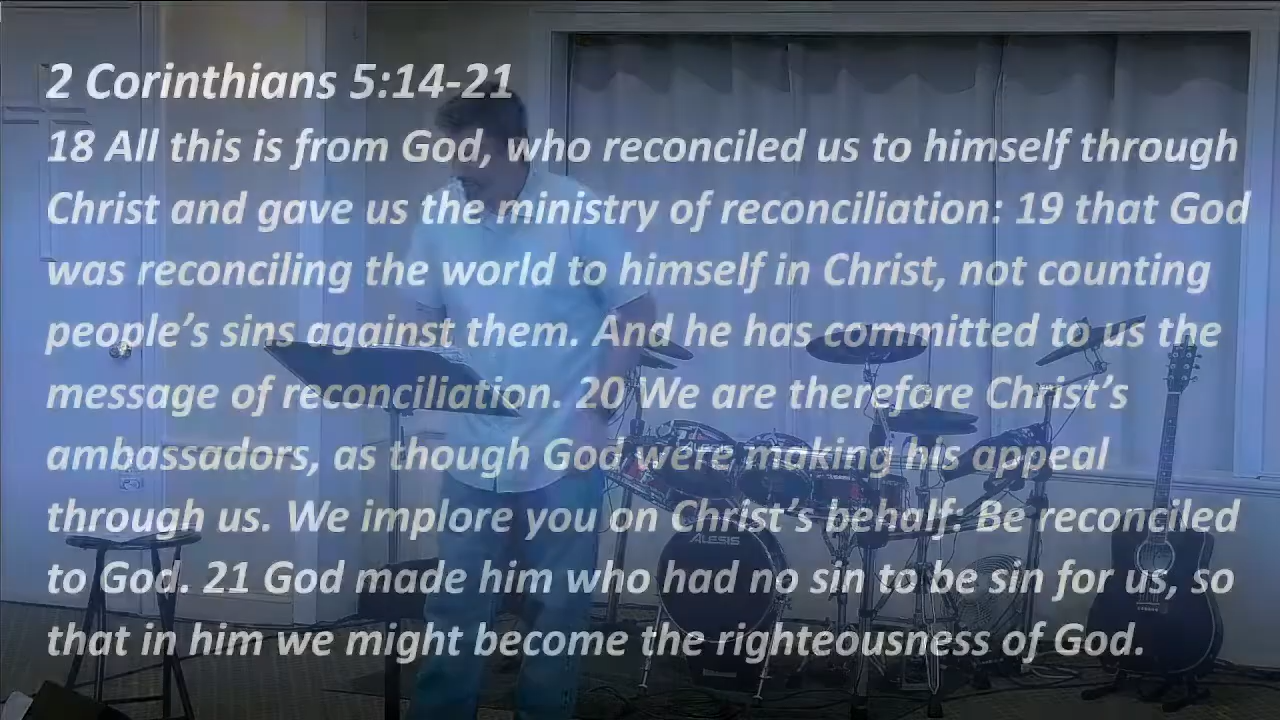 2 Corinthians 5:14-21
18 All this is from God, who reconciled us to himself through
Christ and gave us the ministry of reconciliation: 19 that God
was reconciling the world to himself in Christ, not counting
people’s sins against them. And he has committed to us the
message of reconciliation. 20 We are therefore Christ’s
ambassadors, as though God were making his appeal
through us. We implore you on Christ’s behalf: Be reconciled
to God. 21 God made him who had no sin to be sin for us, so
that in him we might become the righteousness of God.
ALESIS